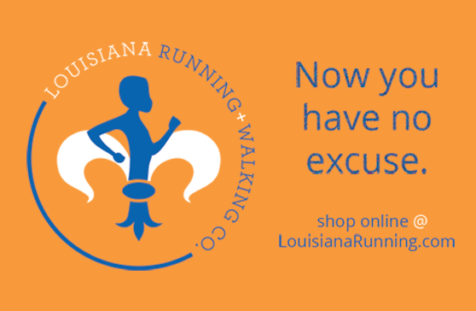 LOUISIANA RUNNING+WALKING CO.
Now you
have no
excuse.
shop online @
LouisianaRunning.com